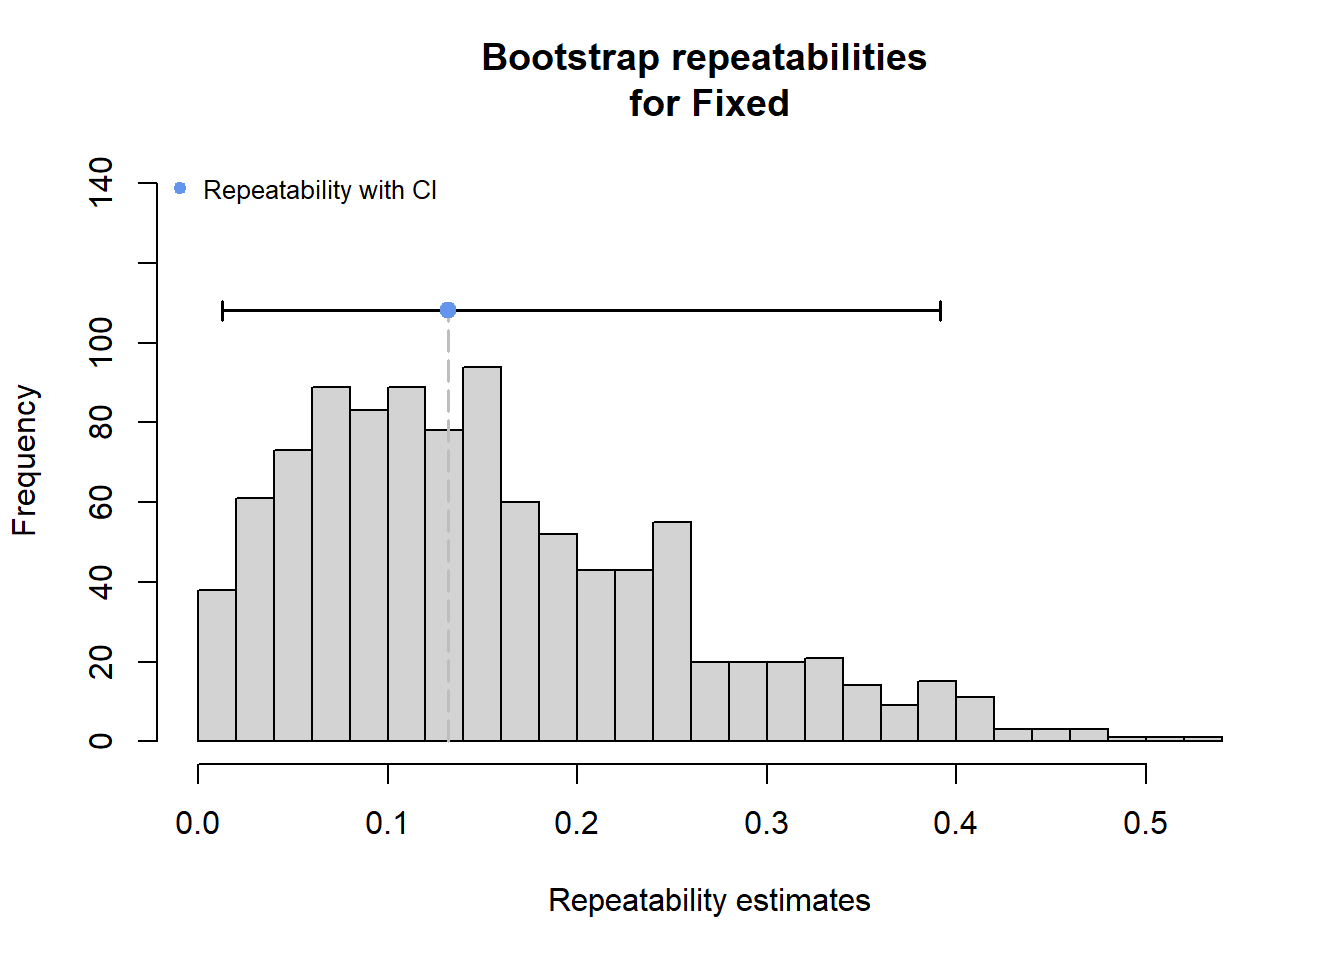 Bootstrap repeatabilities
for Fixed
Repeatability with CI
Frequency
140
100
80
60
40
20
0
0.0 0.1 0.2 0.3 0.4 0.5
Repeatability estimates